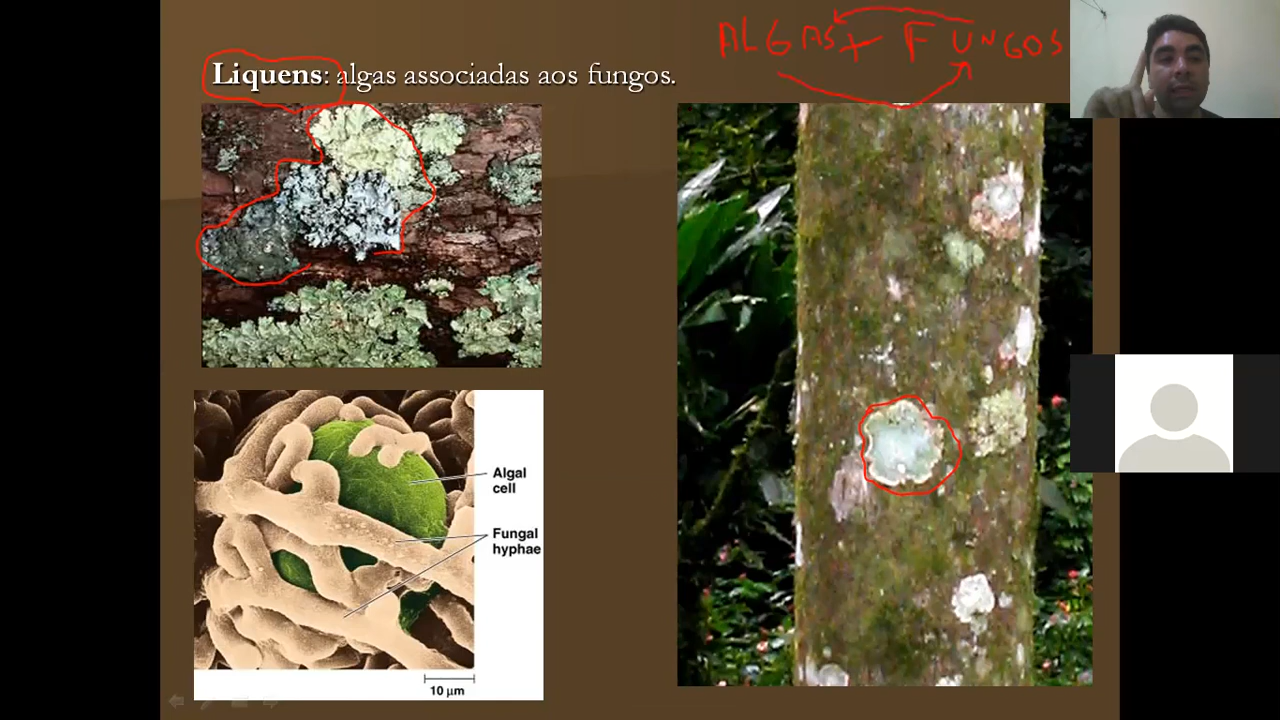 ALGAS + FUNGOS
Liquens: algas associadas aos fungos.
Algal
cell
Fungal
hyphae
10 µm